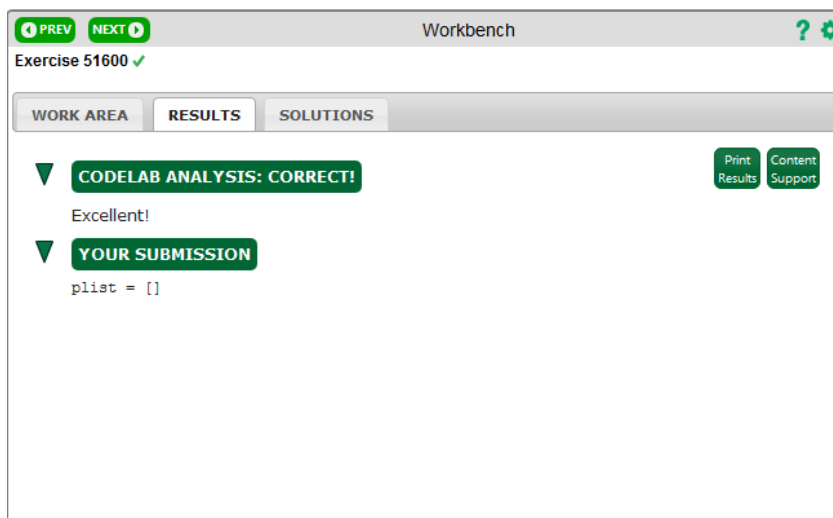 PREV NEXT Workbench ?
Exercise 51600
WORK AREA RESULTS SOLUTIONS
CODELAB ANALYSIS: CORRECT!
Print Results
Content Support
Excellent!
YOUR SUBMISSION
plist = []